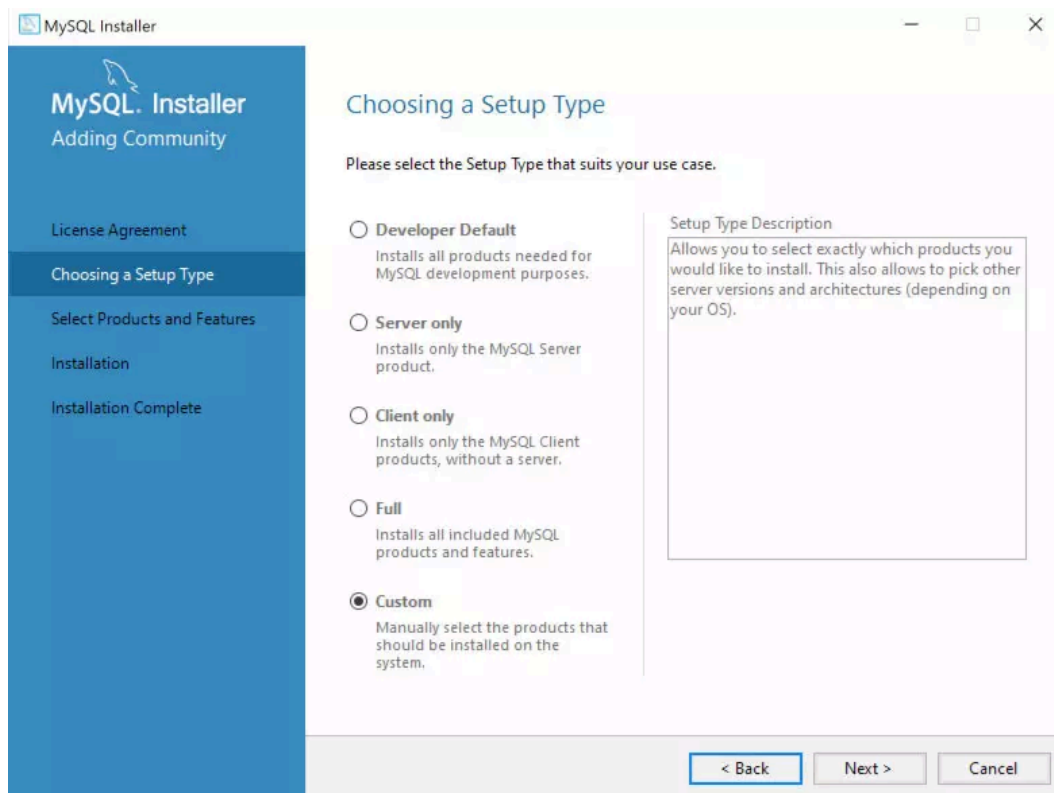 MySQL Installer
MySQL. Installer
Adding Community
License Agreement
Choosing a Setup Type
Select Products and Features
Installation
Installation Complete
Choosing a Setup Type
Please select the Setup Type that suits your use case.
Developer Default
Installs all products needed for
MySQL development purposes.
Server only
Installs only the MySQL Server
product.
Client only
Installs only the MySQL Client
products, without a server.
Full
Installs all included MySQL
products and features.
Custom
Manually select the products that
should be installed on the
system.
Setup Type Description
Allows you to select exactly which products you
would like to install. This also allows to pick other
server versions and architectures (depending on
your OS).
< Back
Next >
Cancel